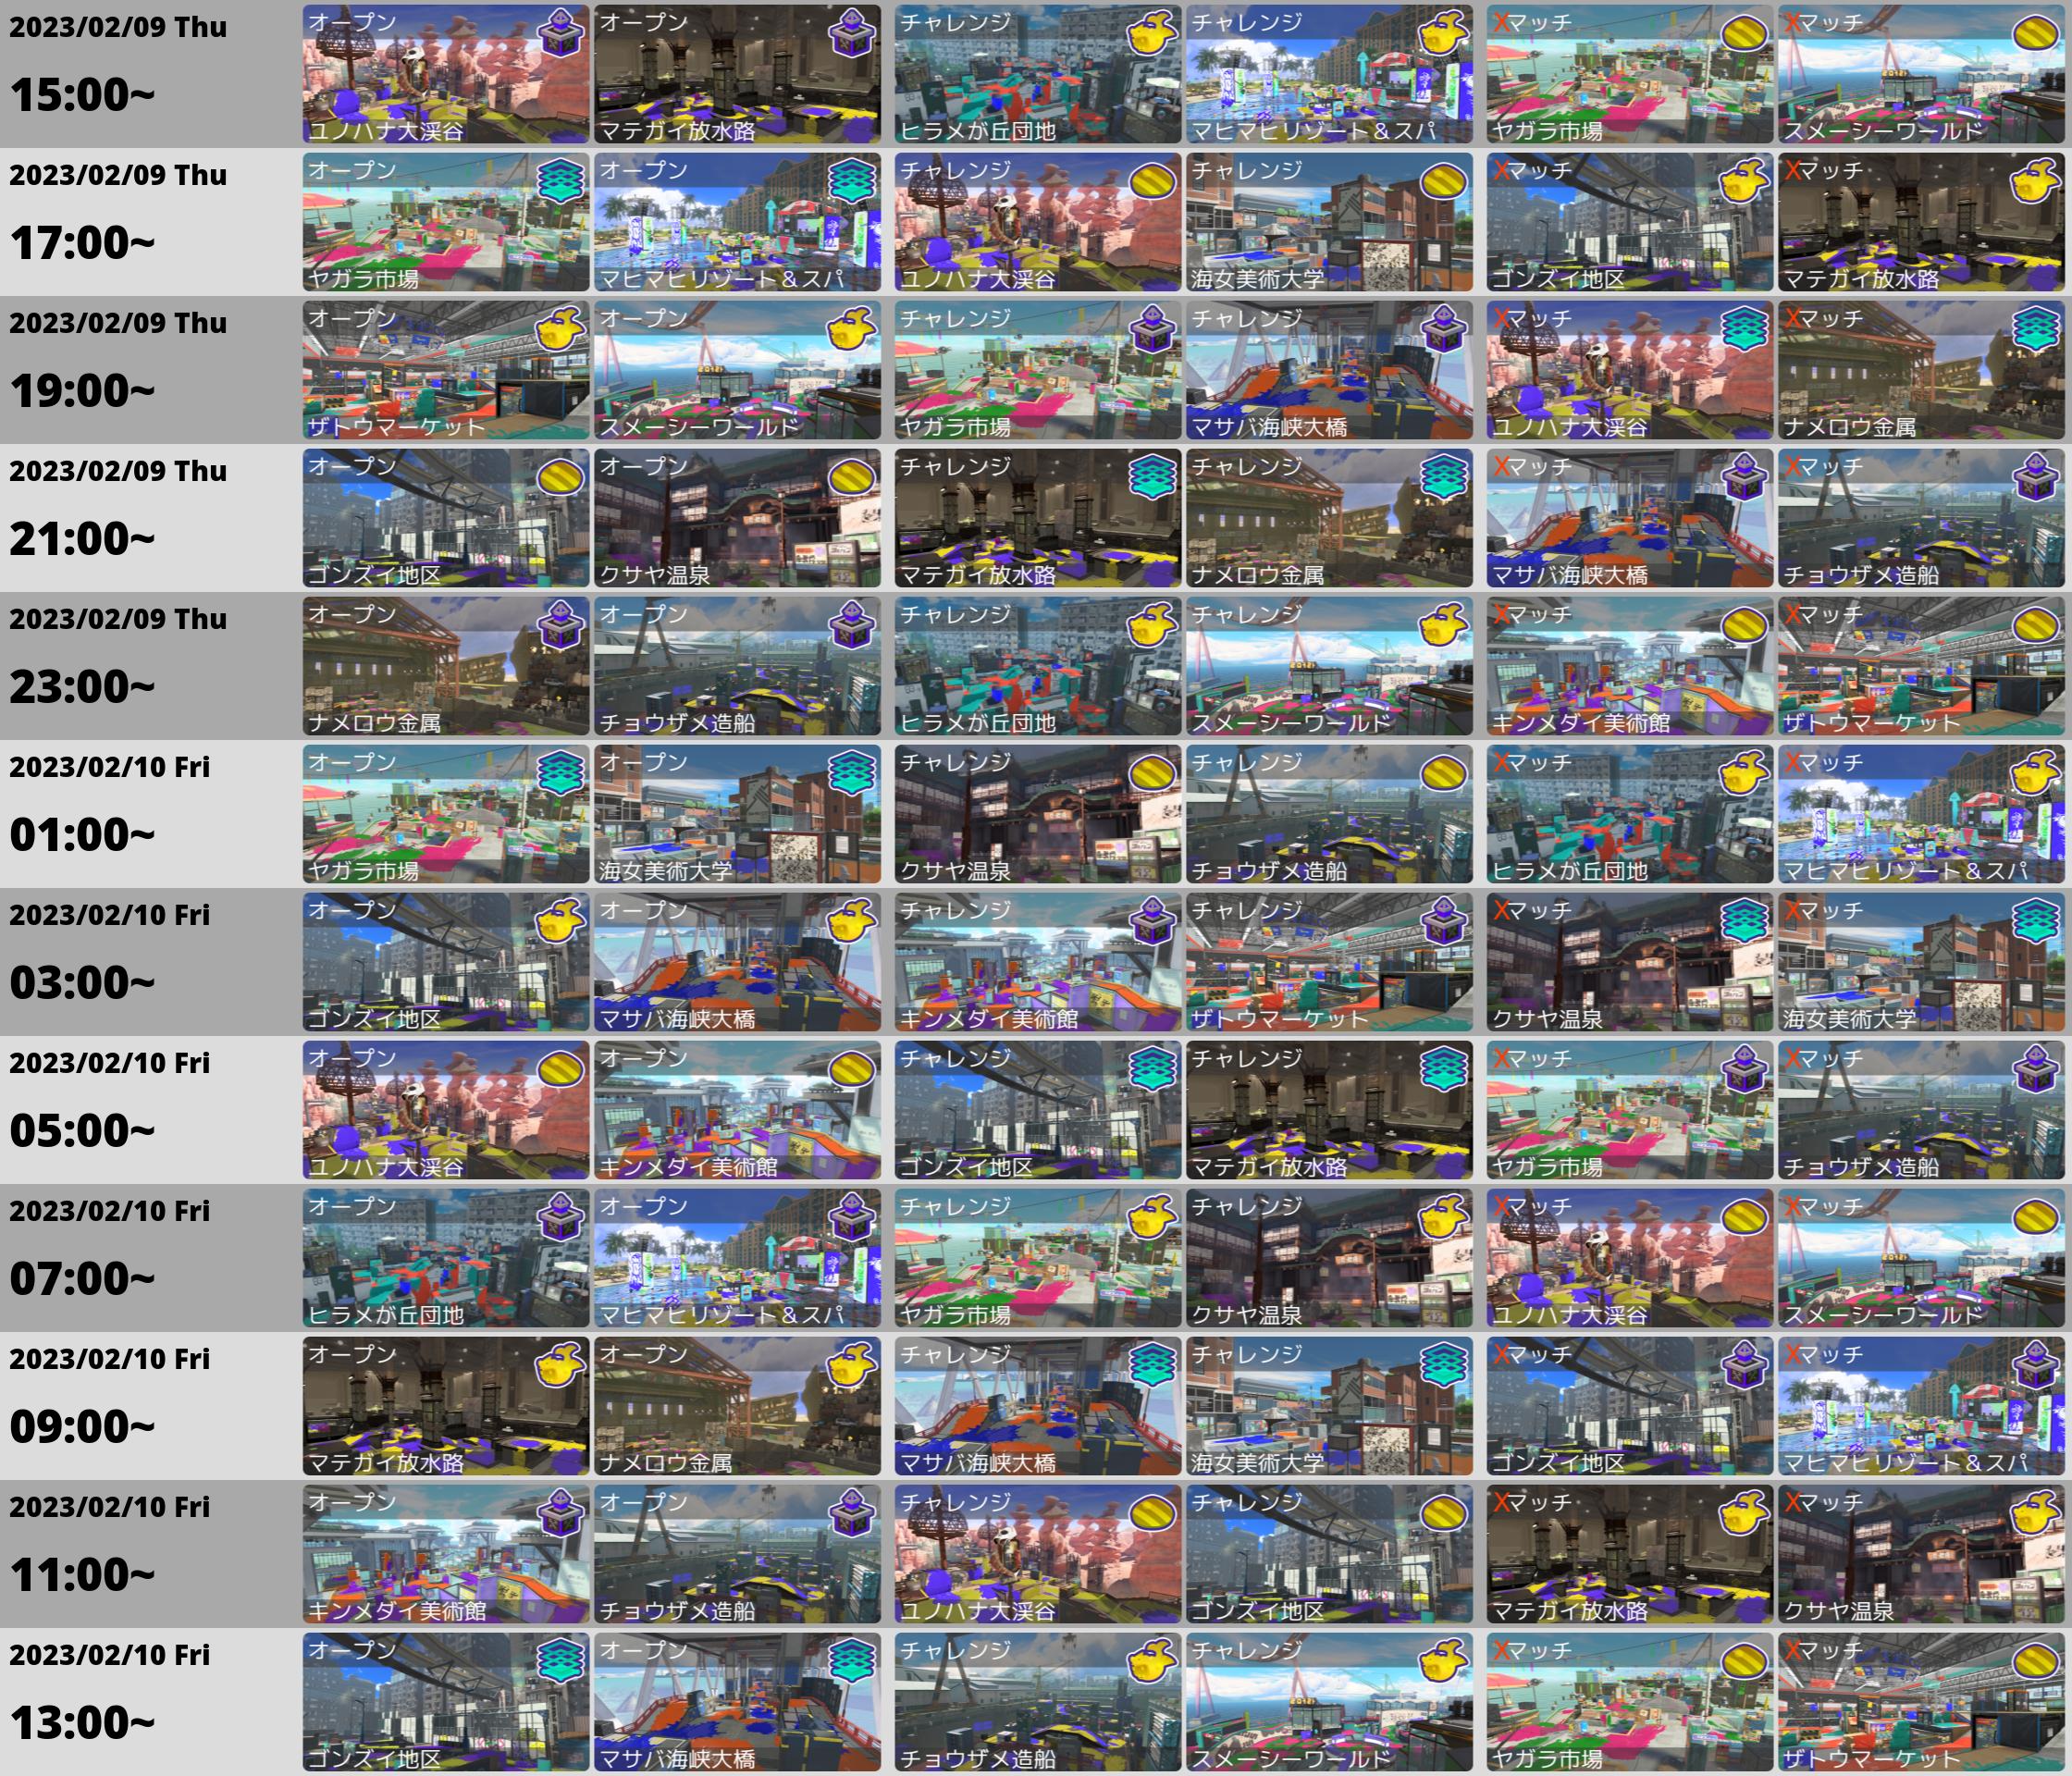 2023/02/09 Thu
15:00~
オープン オープン チャレンジ チャレンジ Xマッチ Xマッチ
ユノハナ大渓谷 マテガイ放水路 ヒラメが丘団地 マヒマヒリゾート＆スパ ヤガラ市場 スメーシーワールド
2023/02/09 Thu
17:00~
オープン オープン チャレンジ チャレンジ Xマッチ Xマッチ
ヤガラ市場 マヒマヒリゾート＆スパ ユノハナ大渓谷 海女美術大学 ゴンズイ地区 マテガイ放水路
2023/02/09 Thu
19:00~
オープン オープン チャレンジ チャレンジ Xマッチ Xマッチ
ザトウマーケット スメーシーワールド ヤガラ市場 マサバ海峡大橋 ユノハナ大渓谷 ナメロウ金属
2023/02/09 Thu
21:00~
オープン オープン チャレンジ チャレンジ Xマッチ Xマッチ
ゴンズイ地区 クサヤ温泉 マテガイ放水路 ナメロウ金属 マサバ海峡大橋 チョウザメ造船
2023/02/09 Thu
23:00~
オープン オープン チャレンジ チャレンジ Xマッチ Xマッチ
ナメロウ金属 チョウザメ造船 ヒラメが丘団地 スメーシーワールド キンメダイ美術館 ザトウマーケット
2023/02/10 Fri
01:00~
オープン オープン チャレンジ チャレンジ Xマッチ Xマッチ
ヤガラ市場 海女美術大学 クサヤ温泉 チョウザメ造船 ヒラメが丘団地 マヒマヒリゾート＆スパ
2023/02/10 Fri
03:00~
オープン オープン チャレンジ チャレンジ Xマッチ Xマッチ
ゴンズイ地区 マサバ海峡大橋 キンメダイ美術館 ザトウマーケット クサヤ温泉 海女美術大学
2023/02/10 Fri
05:00~
オープン オープン チャレンジ チャレンジ Xマッチ Xマッチ
ユノハナ大渓谷 キンメダイ美術館 ゴンズイ地区 マテガイ放水路 ヤガラ市場 チョウザメ造船
2023/02/10 Fri
07:00~
オープン オープン チャレンジ チャレンジ Xマッチ Xマッチ
ヒラメが丘団地 マヒマヒリゾート＆スパ ヤガラ市場 クサヤ温泉 ユノハナ大渓谷 スメーシーワールド
2023/02/10 Fri
09:00~
オープン オープン チャレンジ チャレンジ Xマッチ Xマッチ
マテガイ放水路 ナメロウ金属 マサバ海峡大橋 海女美術大学 ゴンズイ地区 マヒマヒリゾート＆スパ
2023/02/10 Fri
11:00~
オープン オープン チャレンジ チャレンジ Xマッチ Xマッチ
キンメダイ美術館 チョウザメ造船 ユノハナ大渓谷 ゴンズイ地区 マテガイ放水路 クサヤ温泉
2023/02/10 Fri
13:00~
オープン オープン チャレンジ チャレンジ Xマッチ Xマッチ
ゴンズイ地区 マサバ海峡大橋 チョウザメ造船 スメーシーワールド ヤガラ市場 ザトウマーケット